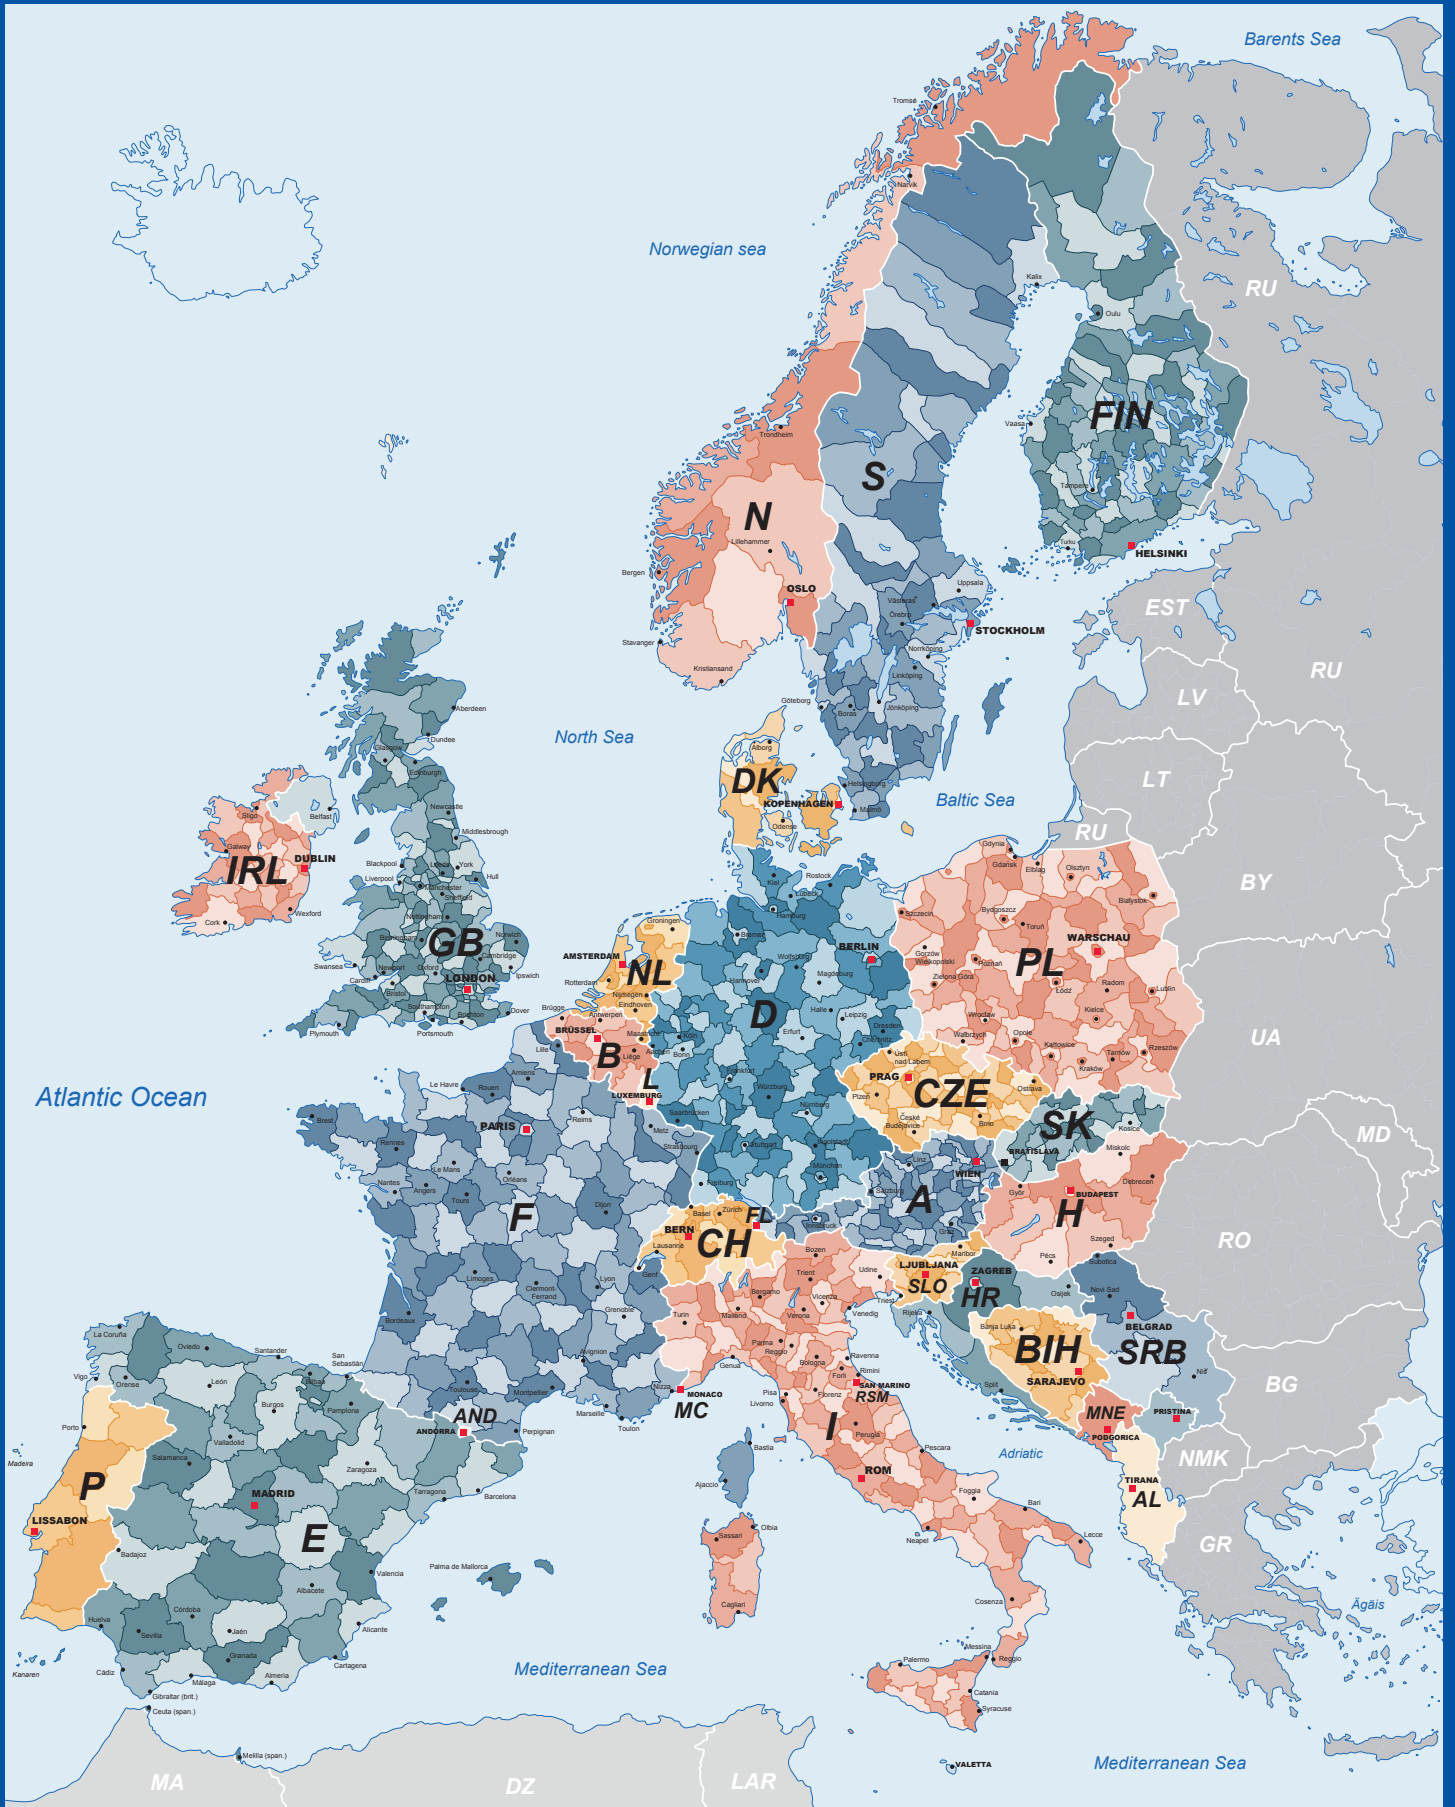 Barents Sea
Tromsø
Narvik
Norwegian sea
Kalix
RU
Oulu
FIN
Vaasa
Trondheim
S
Tampere
N
Lillehammer
Turku
HELSINKI
Bergen
OSLO
Uppsala
Västerås
Örebro
EST
STOCKHOLM
Stavanger
Norrköping
Kristiansand
Linköping
RU
LV
Göteborg
Borås
Jönköping
Aberdeen
North Sea
Dundee
Alborg
Glasgow
Edinburgh
DK
LT
Helsingborg
KOPENHAGEN
Malmö
Baltic Sea
Newcastle
Sligo
Belfast
Odense
RU
Middlesbrough
Galway
Gdynia
Gdańsk
Elbląg
Olsztyn
IRL
DUBLIN
Blackpool
Leeds
York
Liverpool
Hull
Manchester
Sheffield
Kiel
Rostock
Lübeck
BY
Bialystok
Cork
Wexford
Nottingham
Hamburg
Szczecin
Bydgoszcz
Toruń
Groningen
Bremen
Birmingham
GB
Norwich
Cambridge
BERLIN
WARSCHAU
Gorzów
Wielkopolski
Poznań
PL
AMSTERDAM
NL
Swansea
Newport
Oxford
Ipswich
Cardiff
LONDON
Wolfsburg
Hannover
Magdeburg
Zielona Góra
Łódź
Radom
Lublin
Rotterdam
Nijmegen
Eindhoven
Bristol
Southampton
Brighton
Dover
Brügge
Antwerpen
D
Halle
Leipzig
Wrocław
Kielce
Plymouth
Portsmouth
BRÜSSEL
Maastricht
Köln
Erfurt
Dresden
Chemnitz
Walbrzych
Opole
UA
Lille
B
Liège
Aachen
Bonn
Ústí
nad Labem
Kattowice
Kraków
Tarnów
Rzeszów
Amiens
L
Frankfurt
PRAG
CZE
Ostrava
Le Havre
Rouen
LUXEMBURG
Würzburg
Plzen
Atlantic Ocean
Brest
Reims
Saarbrücken
Nürnberg
České
Budějovice
Brno
SK
Kosice
PARIS
Metz
MD
Rennes
Strasbourg
Stuttgart
Ingolstadt
Miskolc
BRATISLAVA
Le Mans
Orléans
München
Linz
WIEN
Nantes
Angers
Tours
Freiburg
Salzburg
A
Győr
BUDAPEST
Debrecen
F
Dijon
Basel
Zürich
FL
Innsbruck
Graz
H
BERN
CH
Szeged
RO
Lausanne
Bozen
Maribor
Pécs
Subotica
Genf
Udine
LJUBLJANA
ZAGREB
Limoges
Clermont-
Ferrand
Lyon
Trient
SLO
HR
Osijek
Novi Sad
Bergamo
Vicenza
Triest
Rijeka
Grenoble
Turin
Mailand
Verona
Venedig
Bordeaux
Banja Luka
BELGRAD
La Coruña
Parma
Reggio
BIH
SRB
Oviedo
Santander
San
Sebastián
Avignion
Genua
Bologna
Ravenna
Forli
Rimini
Vigo
Orense
León
Bilbao
Toulouse
Montpellier
Nizza
MONACO
SAN MARINO
SARAJEVO
Niš
Pisa
Florenz
RSM
Split
BG
Burgos
Pamplona
Marseille
MC
Livorno
MNE
PRISTINA
AND
Toulon
I
Porto
Valladolid
ANDORRA
Perpignan
Perugia
PODGORICA
Madeira
Salamanca
Zaragoza
Bastia
Pescara
Adriatic
NMK
P
Ajaccio
ROM
TIRANA
MADRID
Tarragona
Barcelona
Foggia
Bari
AL
LISSABON
E
Olbia
Sassari
Neapel
Lecce
GR
Badajoz
Palma de Mallorca
Valencia
Albacete
Cosenza
Ägäis
Huelva
Córdoba
Cagliari
Sevilla
Jaén
Alicante
Granada
Messina
Reggio
Kanaren
Cádiz
Cartagena
Palermo
Mediterranean Sea
Málaga
Almeria
Catania
Gibraltar (brit.)
Ceuta (span.)
Syracuse
Melilla (span.)
VALETTA
Mediterranean Sea
MA
DZ
LAR